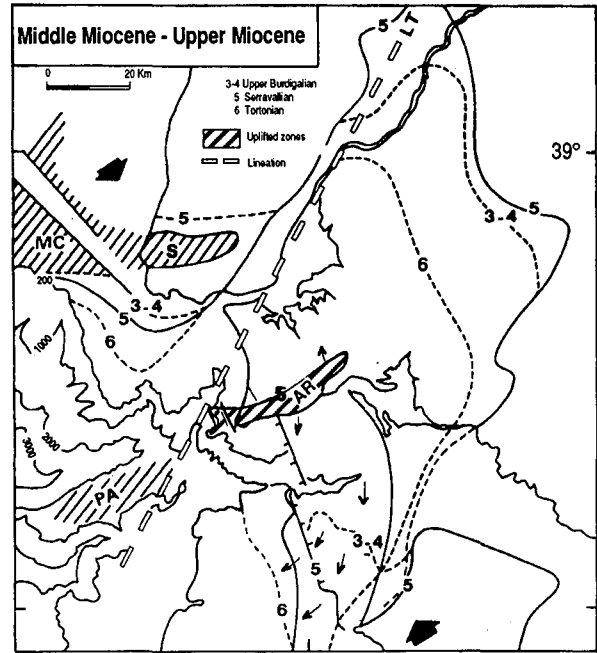 Middle Miocene - Upper Miocene
0 20 Km
3-4 Upper Burdigalian
5 Serravallian
6 Tortonian
Uplifted zones
Lineation
5
LT
39°
5
3-4
5
MC
S
200
3-4
5
6
6
1000
S
AR
2000
3000
PA
3-4
5
6
5